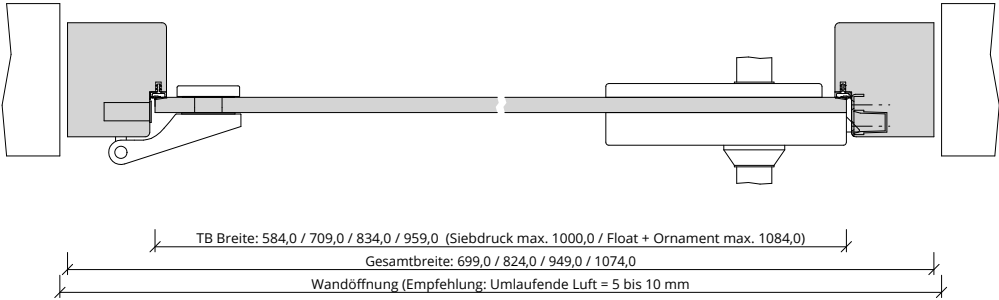 TB Breite: 584,0 / 709,0 / 834,0 / 959,0  (Siebdruck max. 1000,0 / Float + Ornament max. 1084,0)
Gesamtbreite: 699,0 / 824,0 / 949,0 / 1074,0
Wandöffnung (Empfehlung: Umlaufende Luft = 5 bis 10 mm